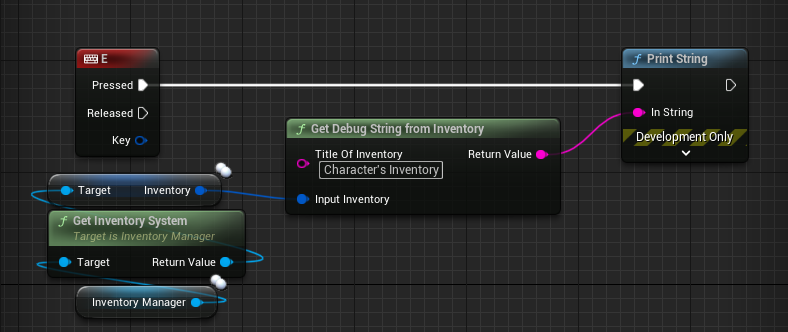 E
Pressed
Released
Key
Print String
In String
Development Only
Get Debug String from Inventory
Title Of Inventory Return Value
Character's Inventory
Input Inventory
Target Inventory
Get Inventory System
Target is Inventory Manager
Target Return Value
Inventory Manager